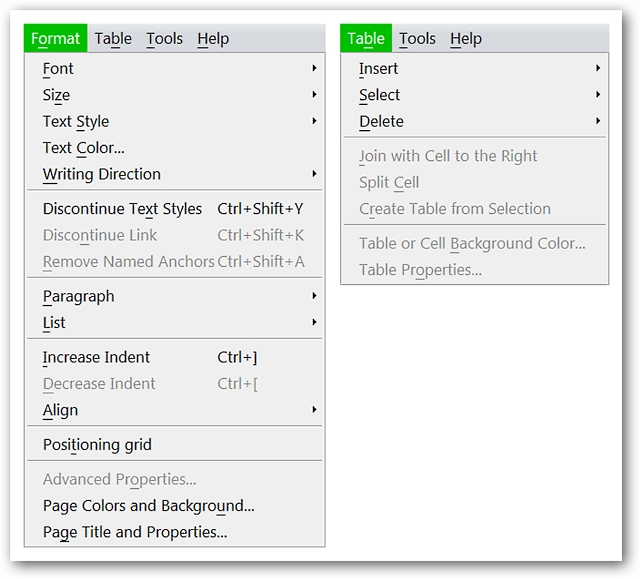 Format Table Tools Help
Font
Size
Text Style
Text Color...
Writing Direction
Discontinue Text Styles Ctrl+Shift+Y
Discontinue Link Ctrl+Shift+K
Remove Named Anchors Ctrl+Shift+A
Paragraph
List
Increase Indent Ctrl+]
Decrease Indent Ctrl+[
Align
Positioning grid
Advanced Properties...
Page Colors and Background...
Page Title and Properties...
Table Tools Help
Insert
Select
Delete
Join with Cell to the Right
Split Cell
Create Table from Selection
Table or Cell Background Color...
Table Properties...